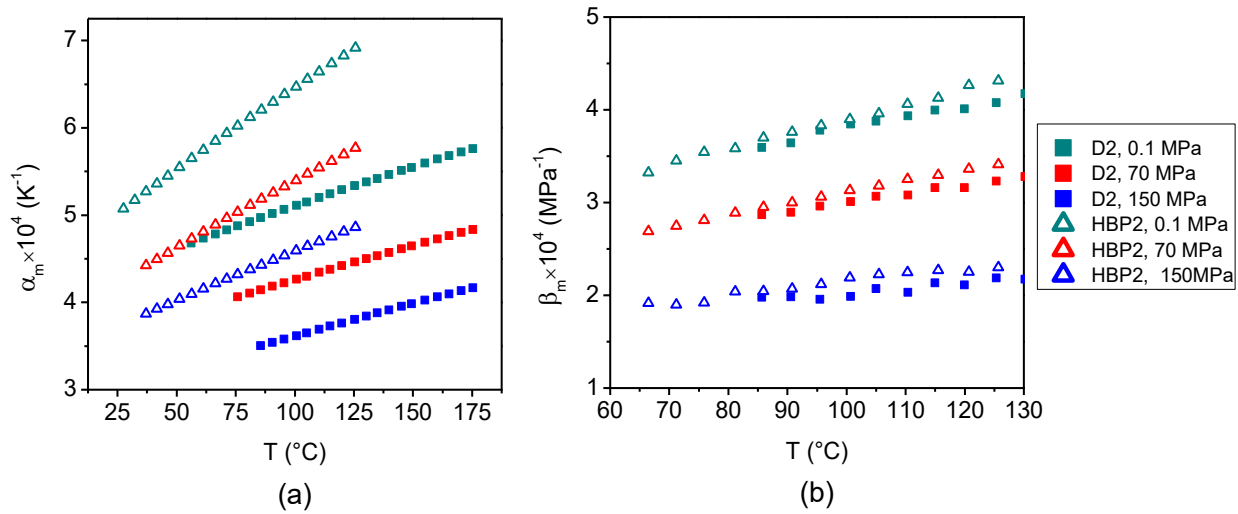 7
6
5
4
3
α_m×10⁴ (K⁻¹)
25 50 75 100 125 150 175
T (°C)
(a)
5
4
3
2
1
β_m×10⁴ (MPa⁻¹)
60 70 80 90 100 110 120 130
T (°C)
(b)
D2, 0.1 MPa
D2, 70 MPa
D2, 150 MPa
HBP2, 0.1 MPa
HBP2, 70 MPa
HBP2, 150MPa